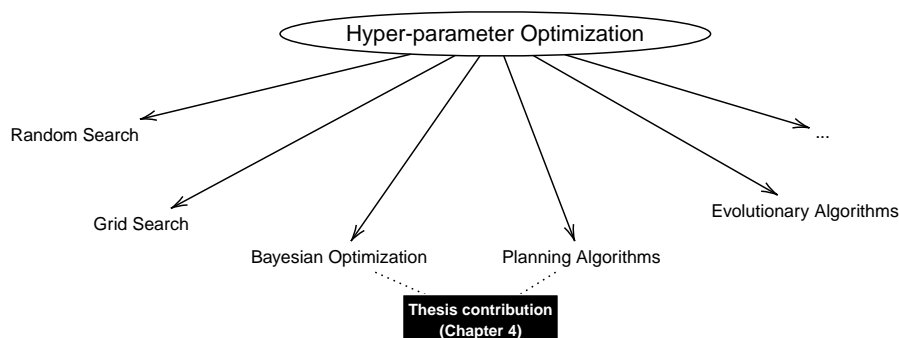 Hyper-parameter Optimization
Random Search
...
Grid Search
Evolutionary Algorithms
Bayesian Optimization
Planning Algorithms
Thesis contribution
(Chapter 4)